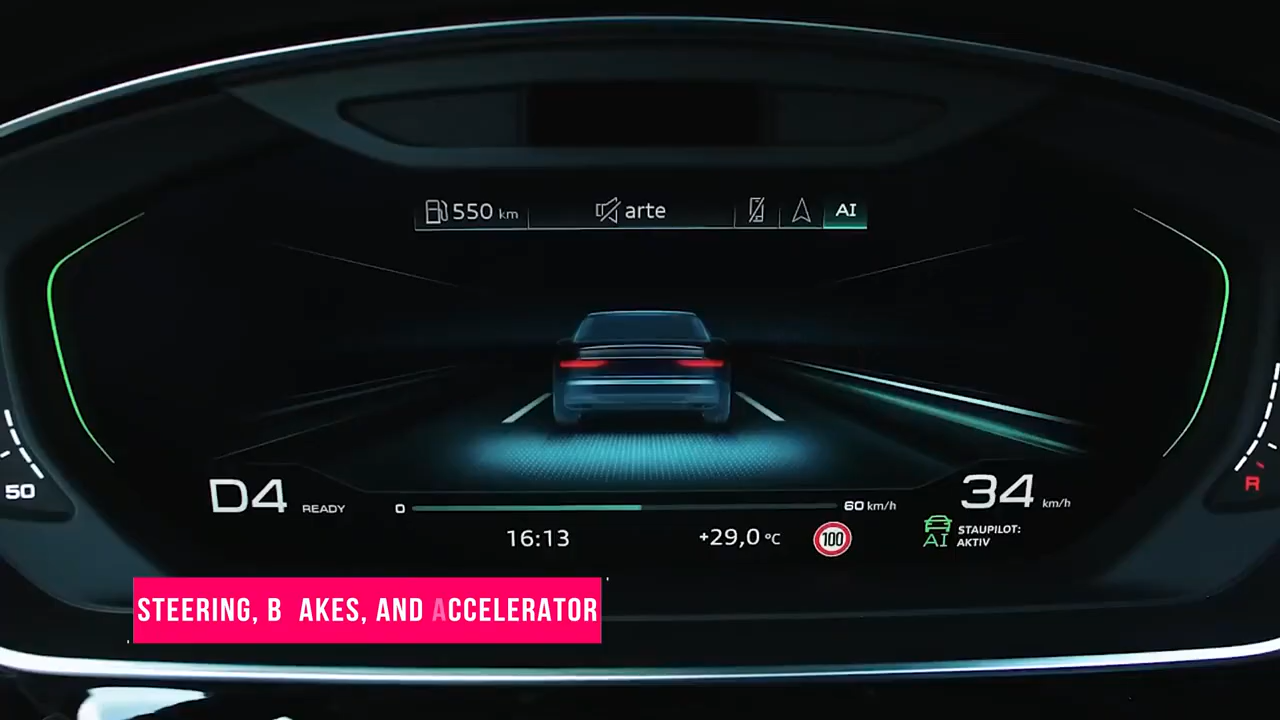 550 km
arte
AI
50
D4 READY
0
60 km/h
34 km/h
16:13
+29,0 °C
100
AI
STAUPILOT:
AKTIV
R
STEERING, B AKES, AND ACCELERATOR